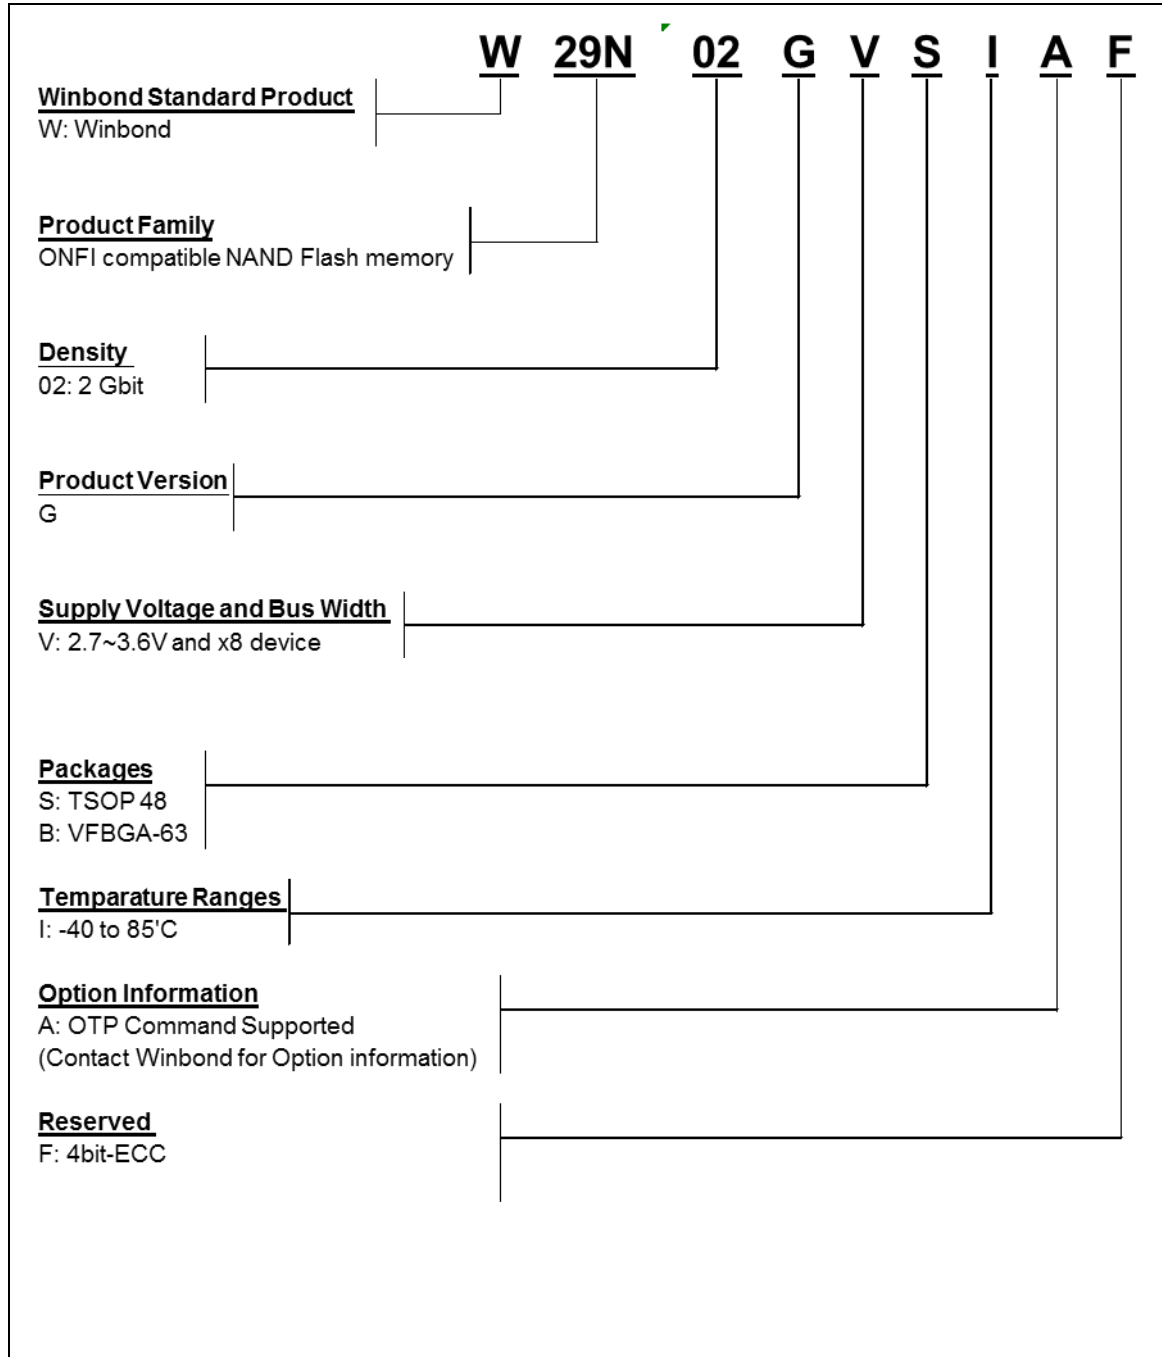 W 29N 02 G V S I A F
Winbond Standard Product
W: Winbond
Product Family
ONFI compatible NAND Flash memory
Density
02: 2 Gbit
Product Version
G
Supply Voltage and Bus Width
V: 2.7~3.6V and x8 device
Packages
S: TSOP 48
B: VFBGA-63
Temparature Ranges
I: -40 to 85'C
Option Information
A: OTP Command Supported
(Contact Winbond for Option information)
Reserved
F: 4bit-ECC